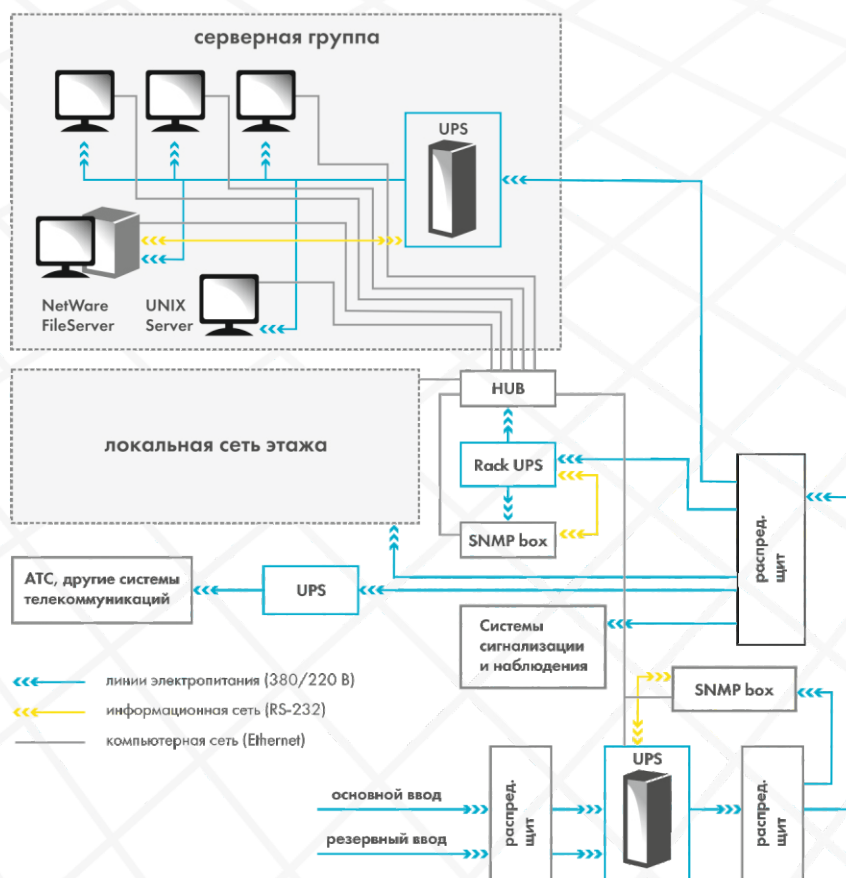 серверная группа
UPS
NetWare
FileServer
UNIX
Server
HUB
локальная сеть этажа
Rack UPS
SNMP box
распред.
щит
АТС, другие системы
телекоммуникаций
UPS
Системы
сигнализации
и наблюдения
линии электропитания (380/220 В)
информационная сеть (RS-232)
компьютерная сеть (Ethernet)
SNMP box
основной ввод
резервный ввод
распред.
щит
UPS
распред.
щит